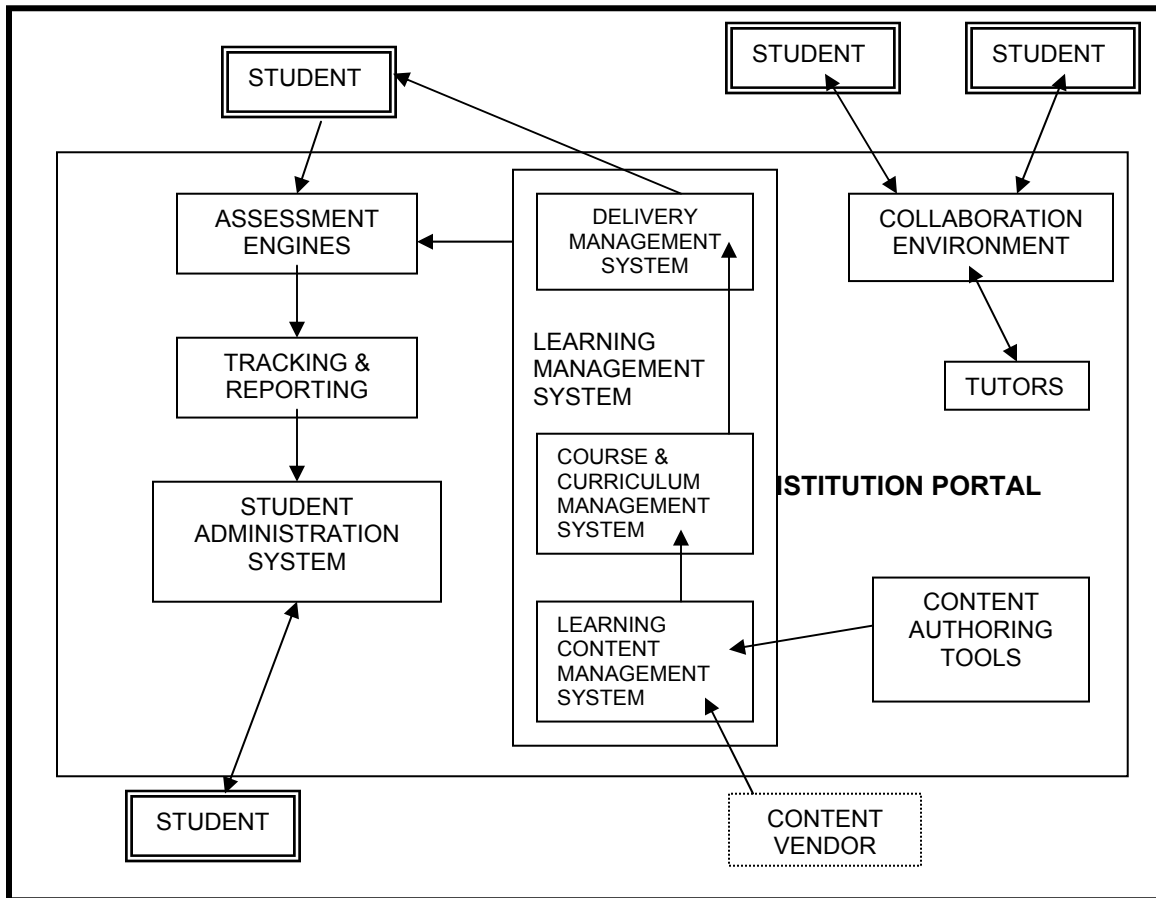 STUDENT
STUDENT
STUDENT
ASSESSMENT
ENGINES
DELIVERY
MANAGEMENT
SYSTEM
COLLABORATION
ENVIRONMENT
TRACKING &
REPORTING
LEARNING
MANAGEMENT
SYSTEM
TUTORS
STUDENT
ADMINISTRATION
SYSTEM
COURSE &
CURRICULUM
MANAGEMENT
SYSTEM
ISTITUTION PORTAL
LEARNING
CONTENT
MANAGEMENT
SYSTEM
CONTENT
AUTHORING
TOOLS
STUDENT
CONTENT
VENDOR